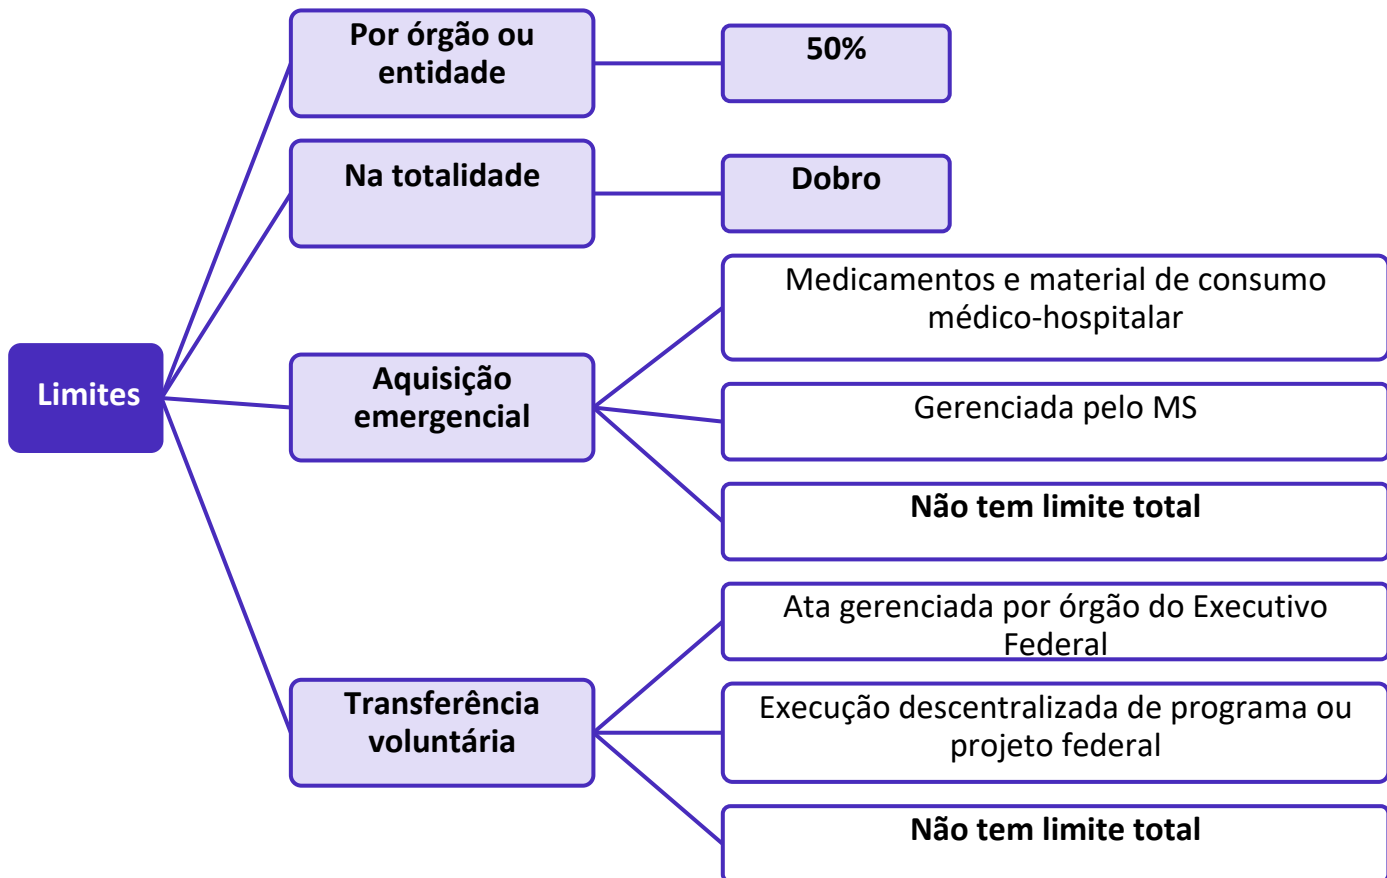 Limites
Por órgão ou
entidade
50%
Na totalidade
Dobro
Aquisição
emergencial
Medicamentos e material de consumo
médico-hospitalar
Gerenciada pelo MS
Não tem limite total
Transferência
voluntária
Ata gerenciada por órgão do Executivo
Federal
Execução descentralizada de programa ou
projeto federal
Não tem limite total